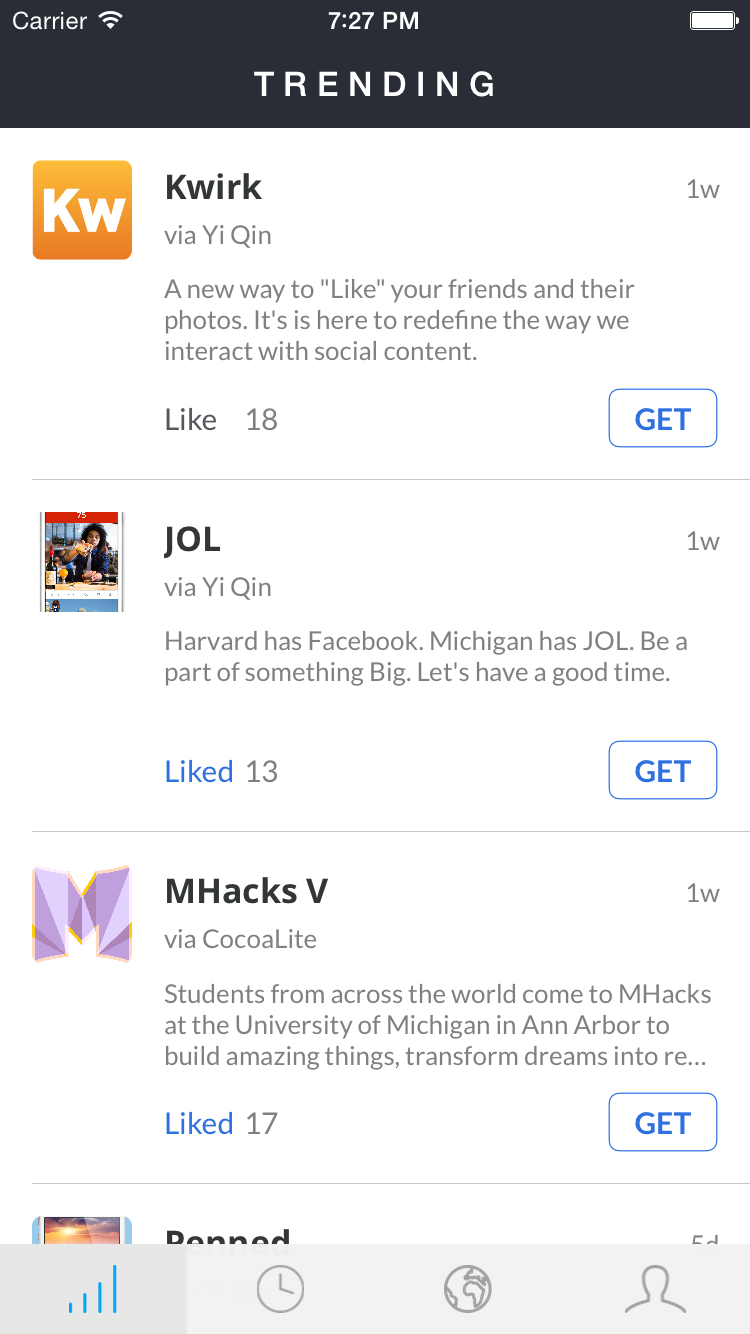 Carrier 7:27 PM
TRENDING
Kw
Kwirk 1w
via Yi Qin
A new way to "Like" your friends and their
photos. It's is here to redefine the way we
interact with social content.
Like 18 GET
75
JOL 1w
via Yi Qin
Harvard has Facebook. Michigan has JOL. Be a
part of something Big. Let's have a good time.
Liked 13 GET
MHacks V 1w
via CocoaLite
Students from across the world come to MHacks
at the University of Michigan in Ann Arbor to
build amazing things, transform dreams into re...
Liked 17 GET
Penned 5d